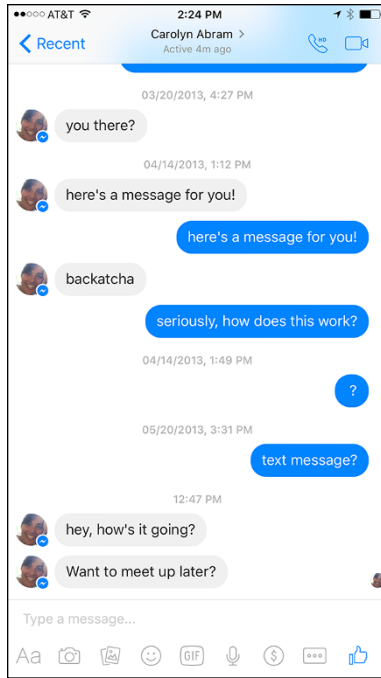 AT&T
2:24 PM
Recent
Carolyn Abram >
Active 4m ago
HD
03/20/2013, 4:27 PM
you there?
04/14/2013, 1:12 PM
here's a message for you!
here's a message for you!
backatcha
seriously, how does this work?
04/14/2013, 1:49 PM
?
05/20/2013, 3:31 PM
text message?
12:47 PM
hey, how's it going?
Want to meet up later?
Type a message...
Aa
GIF
$